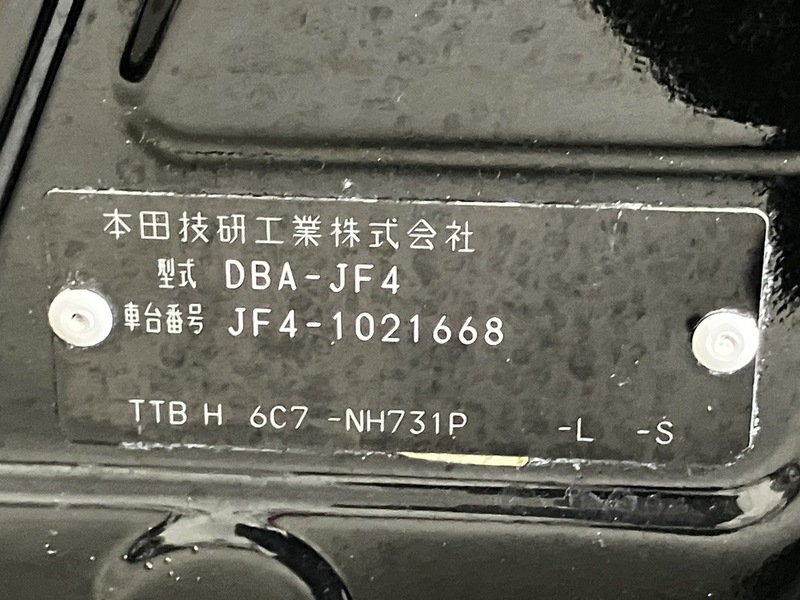 本田技研工業株式会社
型式 DBA-JF4
車台番号 JF4-1021668
TTB H 6C7 -NH731P -L -S